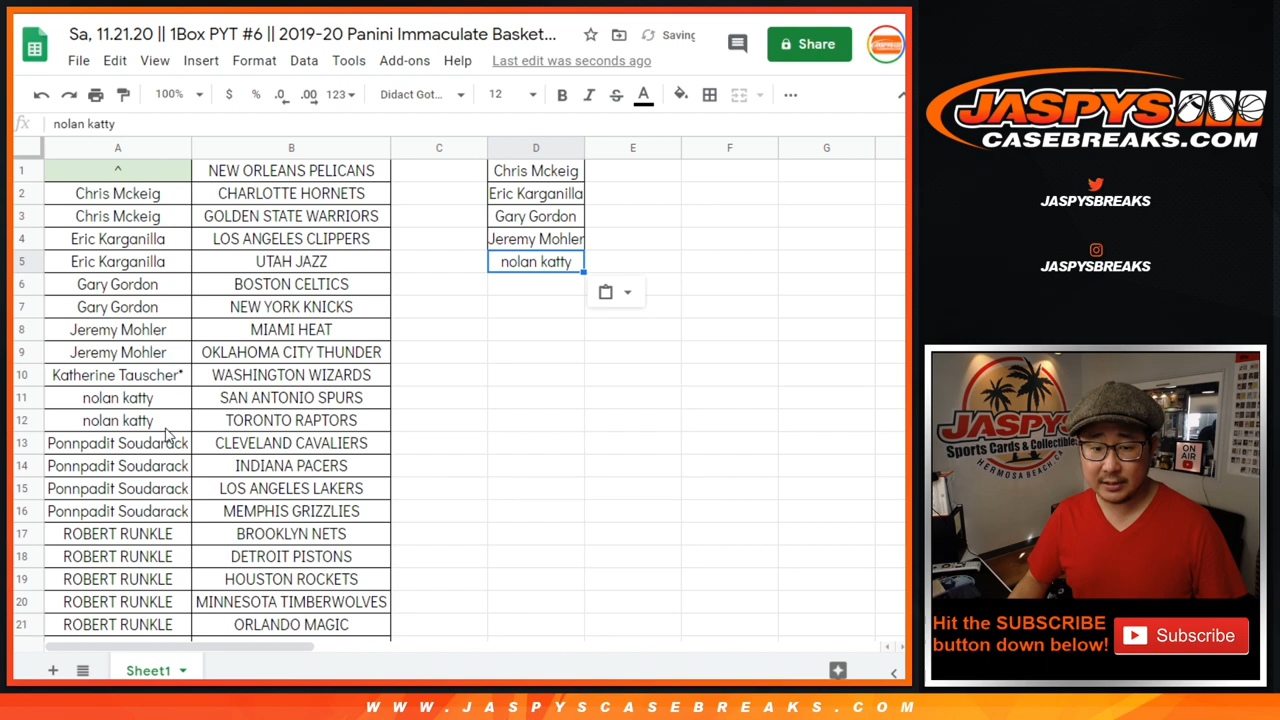 Sa, 11.21.20 || 1Box PYT #6 || 2019-20 Panini Immaculate Basket...
Saving
Share
File Edit View Insert Format Data Tools Add-ons Help Last edit was seconds ago
100% $ % .0 .00 123 Didact Got... 12 B I S A
fx nolan katty
A B C D E F G
1 ^ NEW ORLEANS PELICANS Chris Mckeig
2 Chris Mckeig CHARLOTTE HORNETS Eric Karganilla
3 Chris Mckeig GOLDEN STATE WARRIORS Gary Gordon
4 Eric Karganilla LOS ANGELES CLIPPERS Jeremy Mohler
5 Eric Karganilla UTAH JAZZ nolan katty
6 Gary Gordon BOSTON CELTICS
7 Gary Gordon NEW YORK KNICKS
8 Jeremy Mohler MIAMI HEAT
9 Jeremy Mohler OKLAHOMA CITY THUNDER
10 Katherine Tauscher* WASHINGTON WIZARDS
11 nolan katty SAN ANTONIO SPURS
12 nolan katty TORONTO RAPTORS
13 Ponnpadit Soudarack CLEVELAND CAVALIERS
14 Ponnpadit Soudarack INDIANA PACERS
15 Ponnpadit Soudarack LOS ANGELES LAKERS
16 Ponnpadit Soudarack MEMPHIS GRIZZLIES
17 ROBERT RUNKLE BROOKLYN NETS
18 ROBERT RUNKLE DETROIT PISTONS
19 ROBERT RUNKLE HOUSTON ROCKETS
20 ROBERT RUNKLE MINNESOTA TIMBERWOLVES
21 ROBERT RUNKLE ORLANDO MAGIC
Sheet1
JASPYS
CASEBREAKS.COM
JASPYSBREAKS
JASPYSBREAKS
JASPYS
Sports Cards & Collectibles
HERMOSA BEACH, CA
ON
AIR
Hit the SUBSCRIBE
button down below!
Subscribe
WWW.JASPYSCASEBREAKS.COM